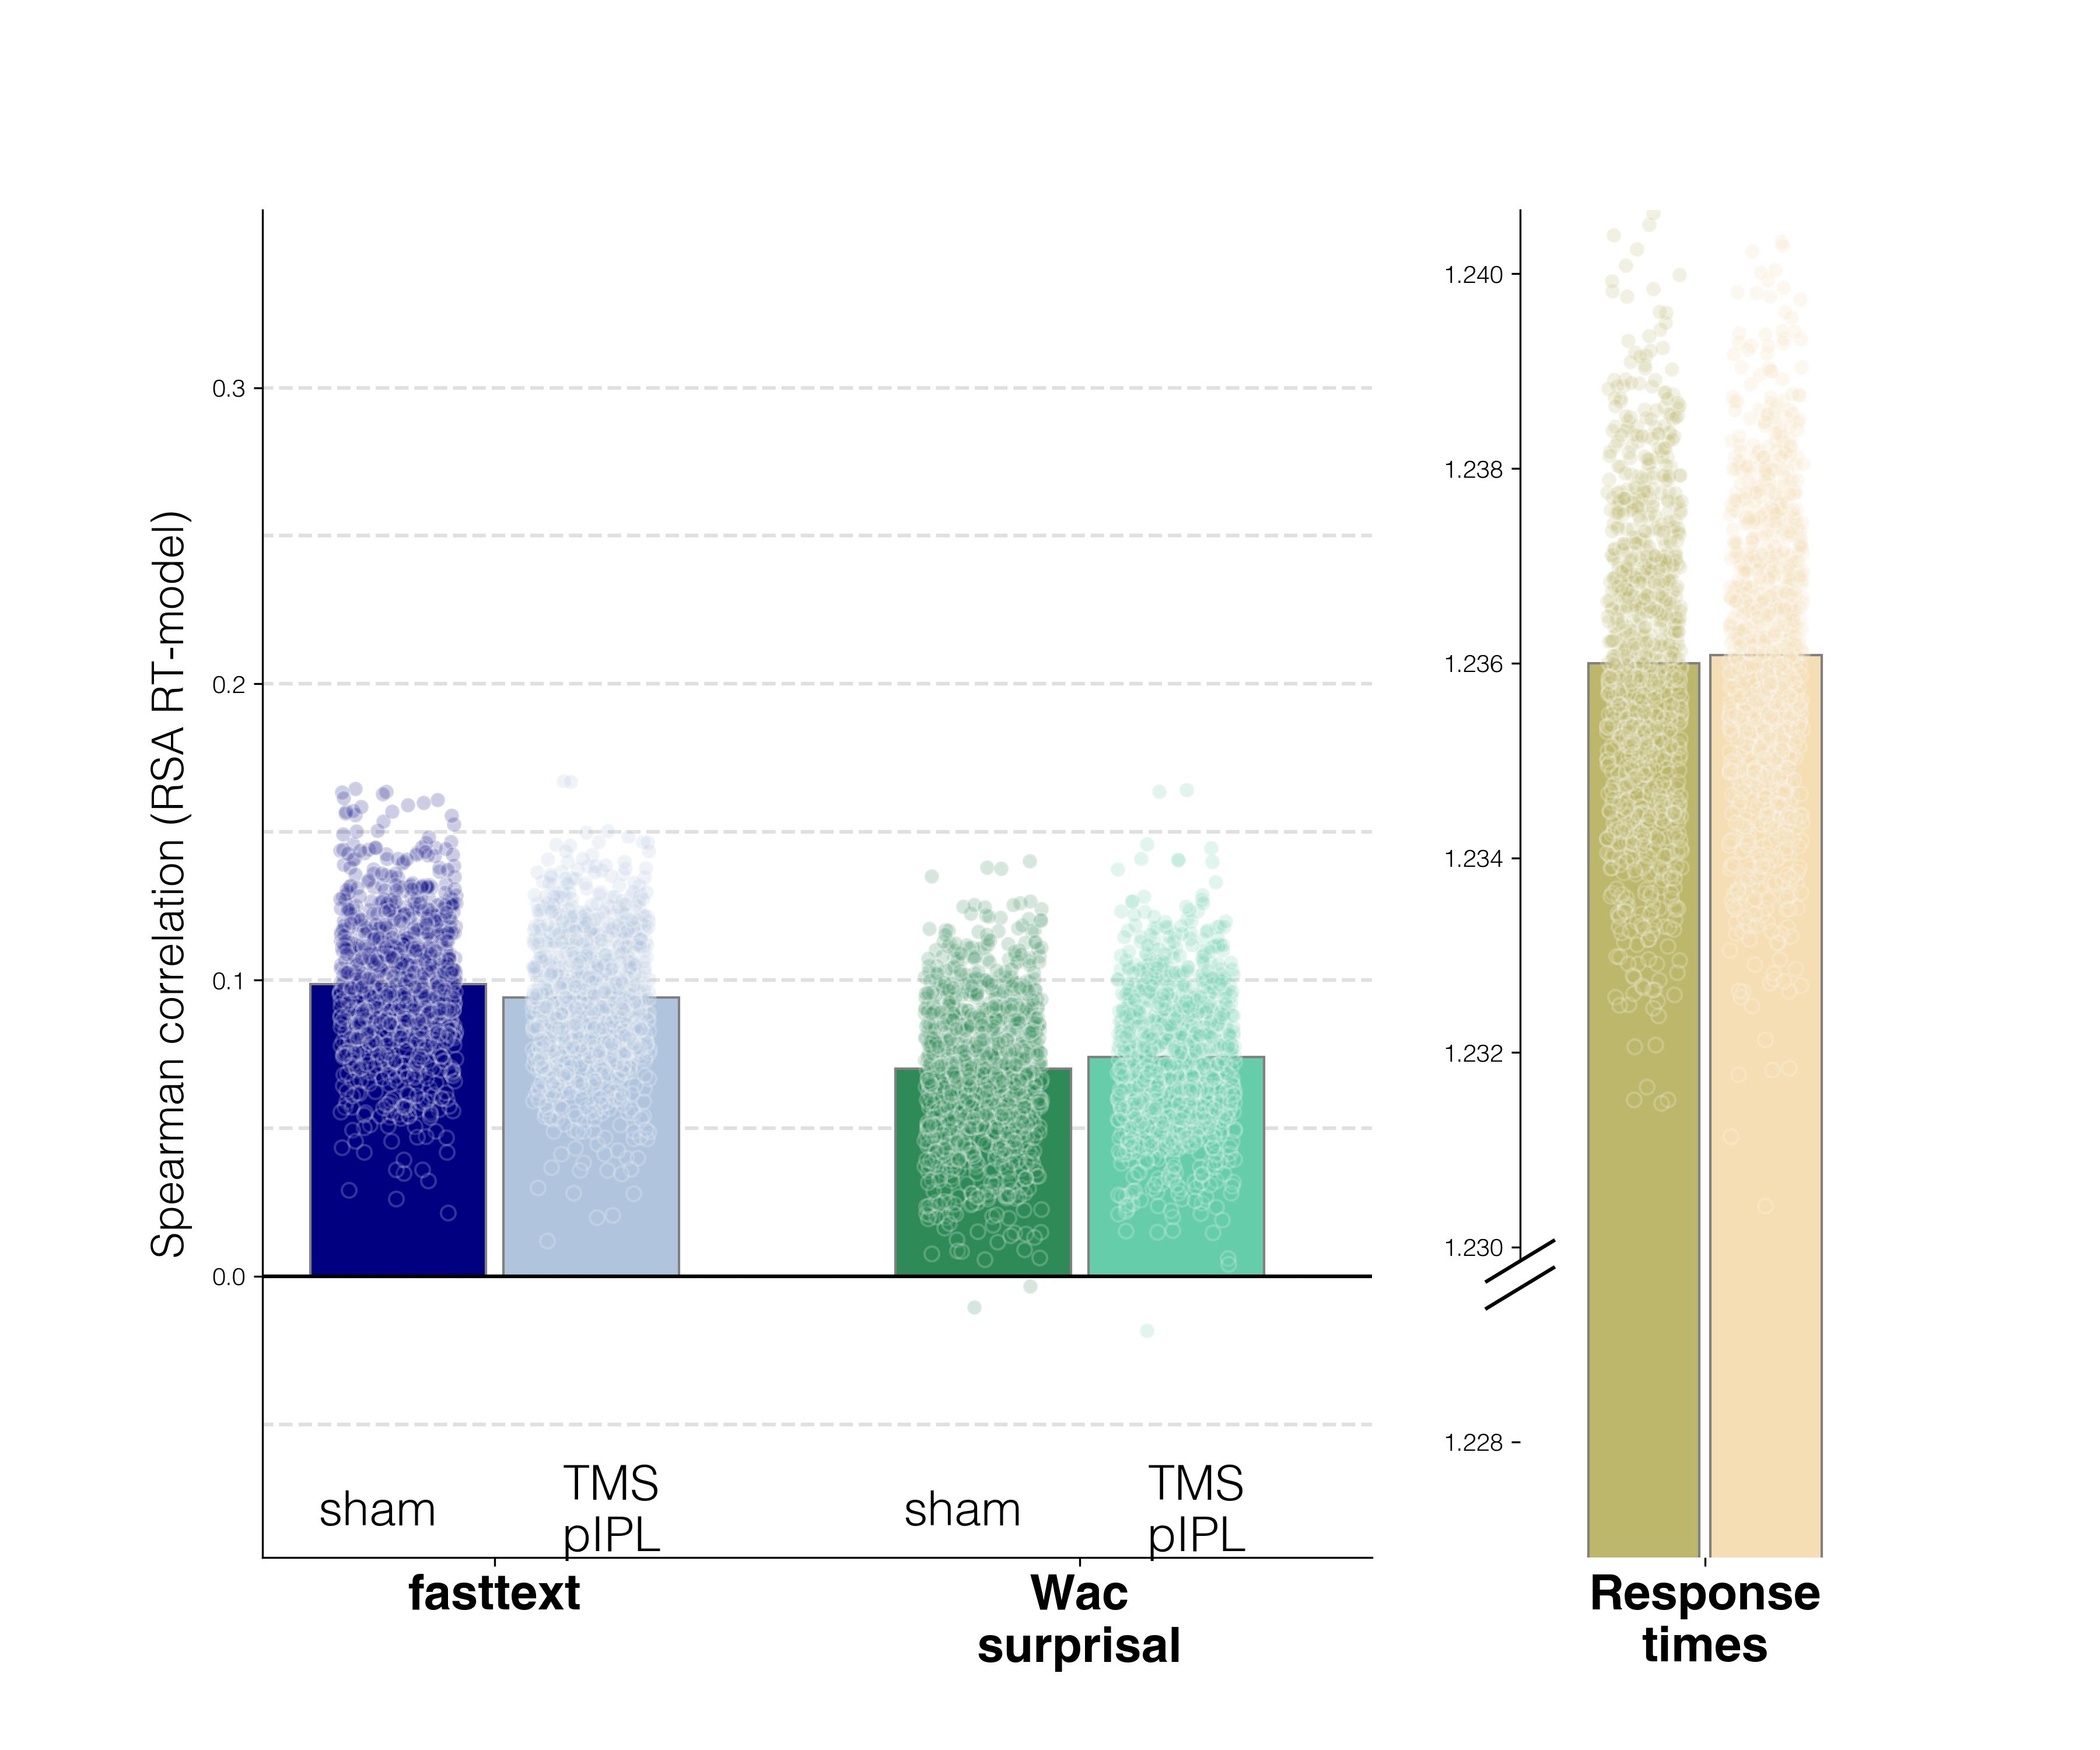 Spearman correlation (RSA RT-model)
0.3
0.2
0.1
0.0
sham
TMS
pIPL
sham
TMS
pIPL
fasttext
Wac
surprisal
1.240
1.238
1.236
1.234
1.232
1.230
1.228
Response
times